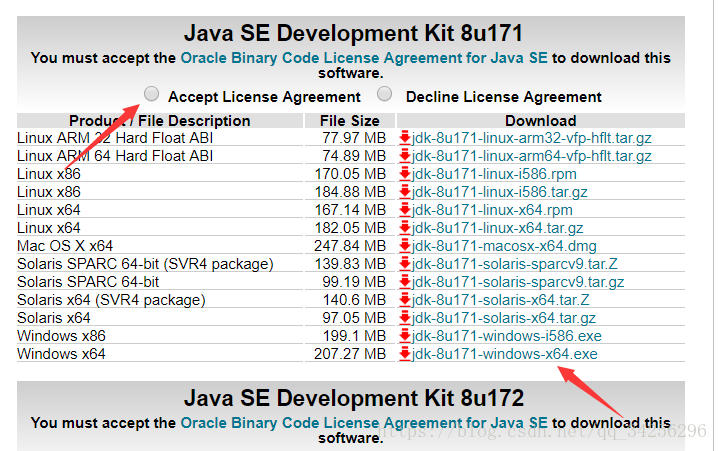 Java SE Development Kit 8u171
You must accept the Oracle Binary Code License Agreement for Java SE to download this
software.
Accept License Agreement Decline License Agreement
Product / File Description File Size Download
Linux ARM 32 Hard Float ABI 77.97 MB jdk-8u171-linux-arm32-vfp-hflt.tar.gz
Linux ARM 64 Hard Float ABI 74.89 MB jdk-8u171-linux-arm64-vfp-hflt.tar.gz
Linux x86 170.05 MB jdk-8u171-linux-i586.rpm
Linux x86 184.88 MB jdk-8u171-linux-i586.tar.gz
Linux x64 167.14 MB jdk-8u171-linux-x64.rpm
Linux x64 182.05 MB jdk-8u171-linux-x64.tar.gz
Mac OS X x64 247.84 MB jdk-8u171-macosx-x64.dmg
Solaris SPARC 64-bit (SVR4 package) 139.83 MB jdk-8u171-solaris-sparcv9.tar.Z
Solaris SPARC 64-bit 99.19 MB jdk-8u171-solaris-sparcv9.tar.gz
Solaris x64 (SVR4 package) 140.6 MB jdk-8u171-solaris-x64.tar.Z
Solaris x64 97.05 MB jdk-8u171-solaris-x64.tar.gz
Windows x86 199.1 MB jdk-8u171-windows-i586.exe
Windows x64 207.27 MB jdk-8u171-windows-x64.exe
Java SE Development Kit 8u172
You must accept the Oracle Binary Code License Agreement for Java SE to download this
software.
https://blog.csdn.net/qq_34256296